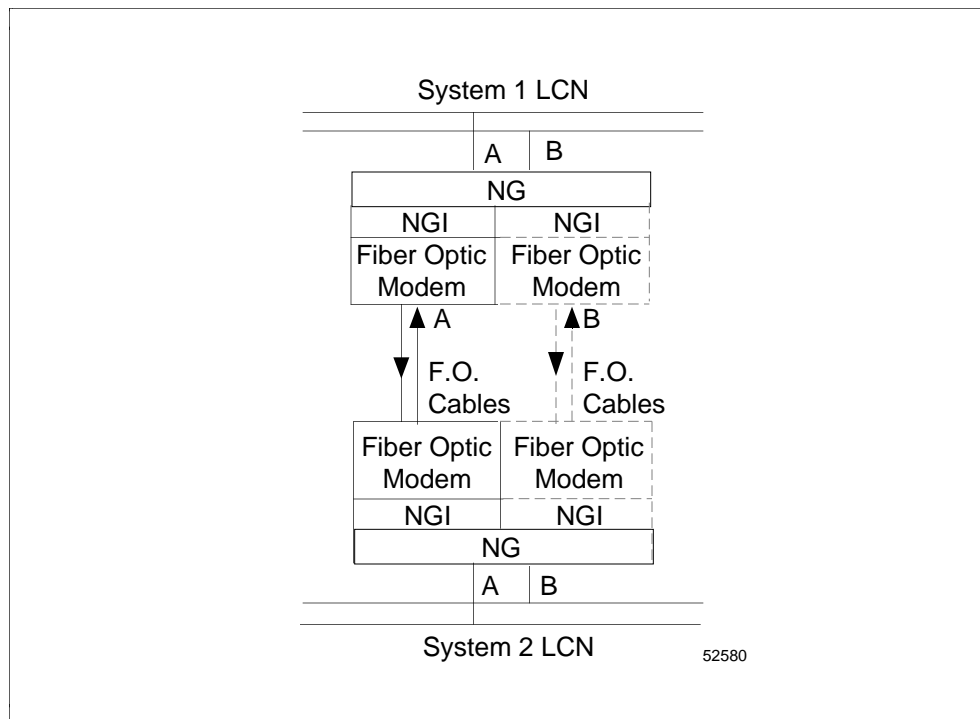 System 1 LCN
A B
NG
NGI NGI
Fiber Optic Fiber Optic
Modem Modem
A B
F.O. F.O.
Cables Cables
Fiber Optic Fiber Optic
Modem Modem
NGI NGI
NG
A B
System 2 LCN
52580